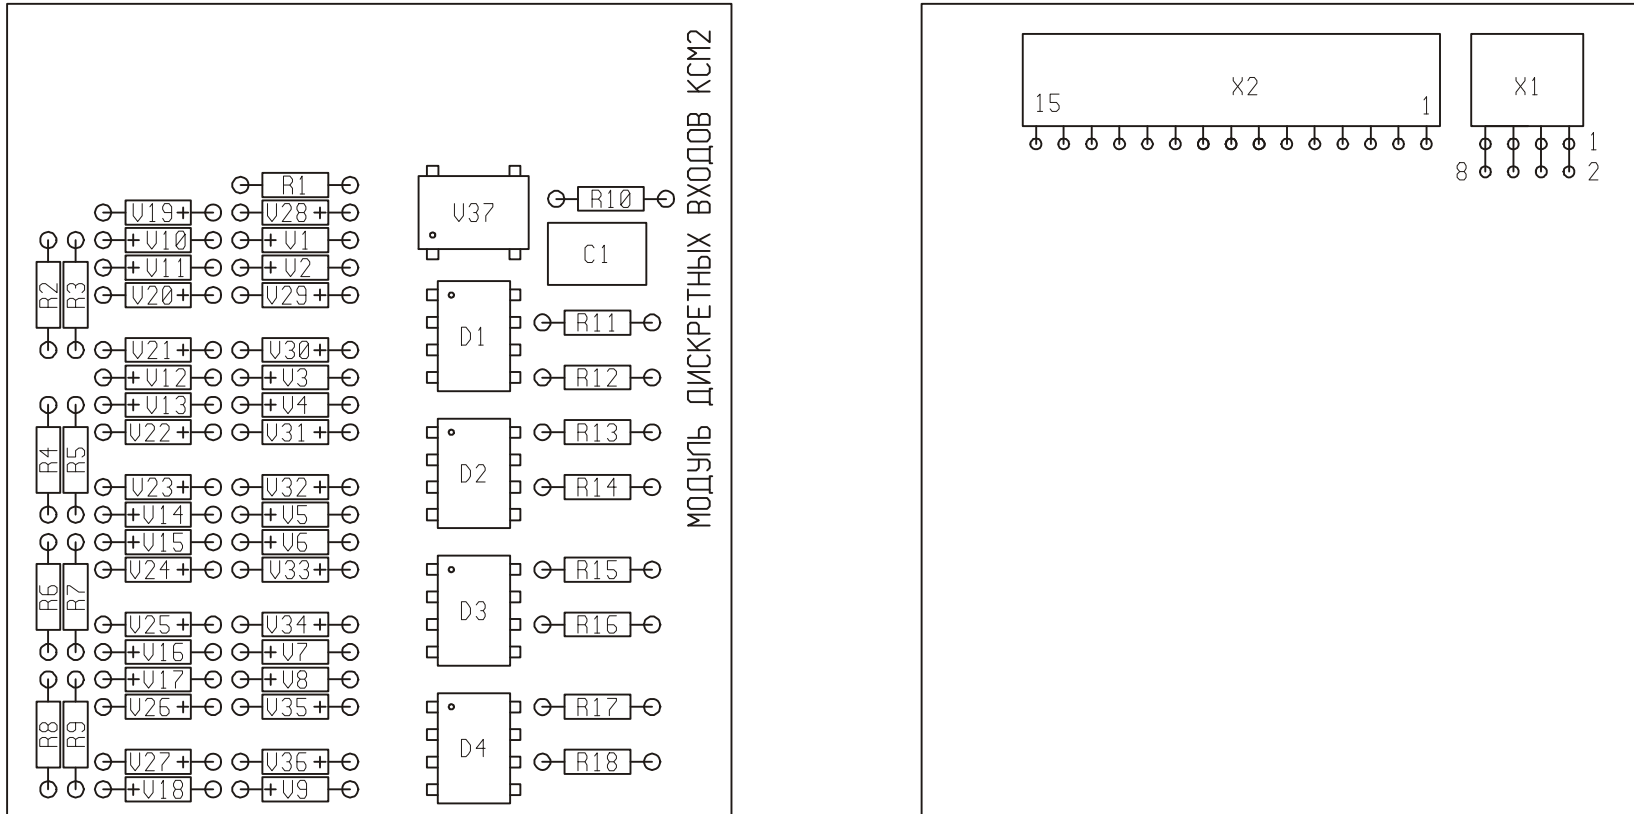 МОДУЛЬ ДИСКРЕТНЫХ ВХОДОВ КСМ2
R1
V19+ V28+
+V10 +V1
+V11 +V2
V20+ V29+
R2 R3
V21+ V30+
+V12 +V3
+V13 +V4
V22+ V31+
R4 R5
V23+ V32+
+V14 +V5
+V15 +V6
V24+ V33+
R6 R7
V25+ V34+
+V16 +V7
+V17 +V8
V26+ V35+
R8 R9
V27+ V36+
+V18 +V9
V37
R10
C1
D1
R11
R12
D2
R13
R14
D3
R15
R16
D4
R17
R18
X2
15 1
X1
1
8 2